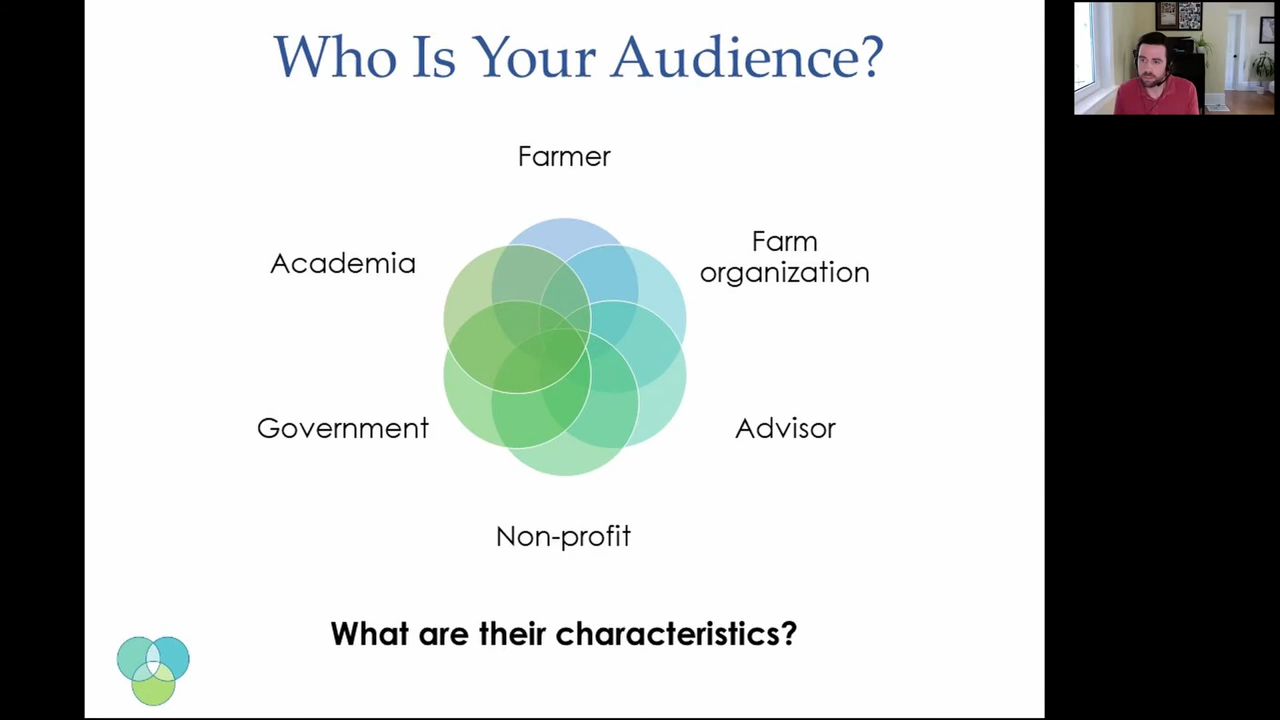 Who Is Your Audience?
Farmer
Farm
organization
Academia
Government
Advisor
Non-profit
What are their characteristics?